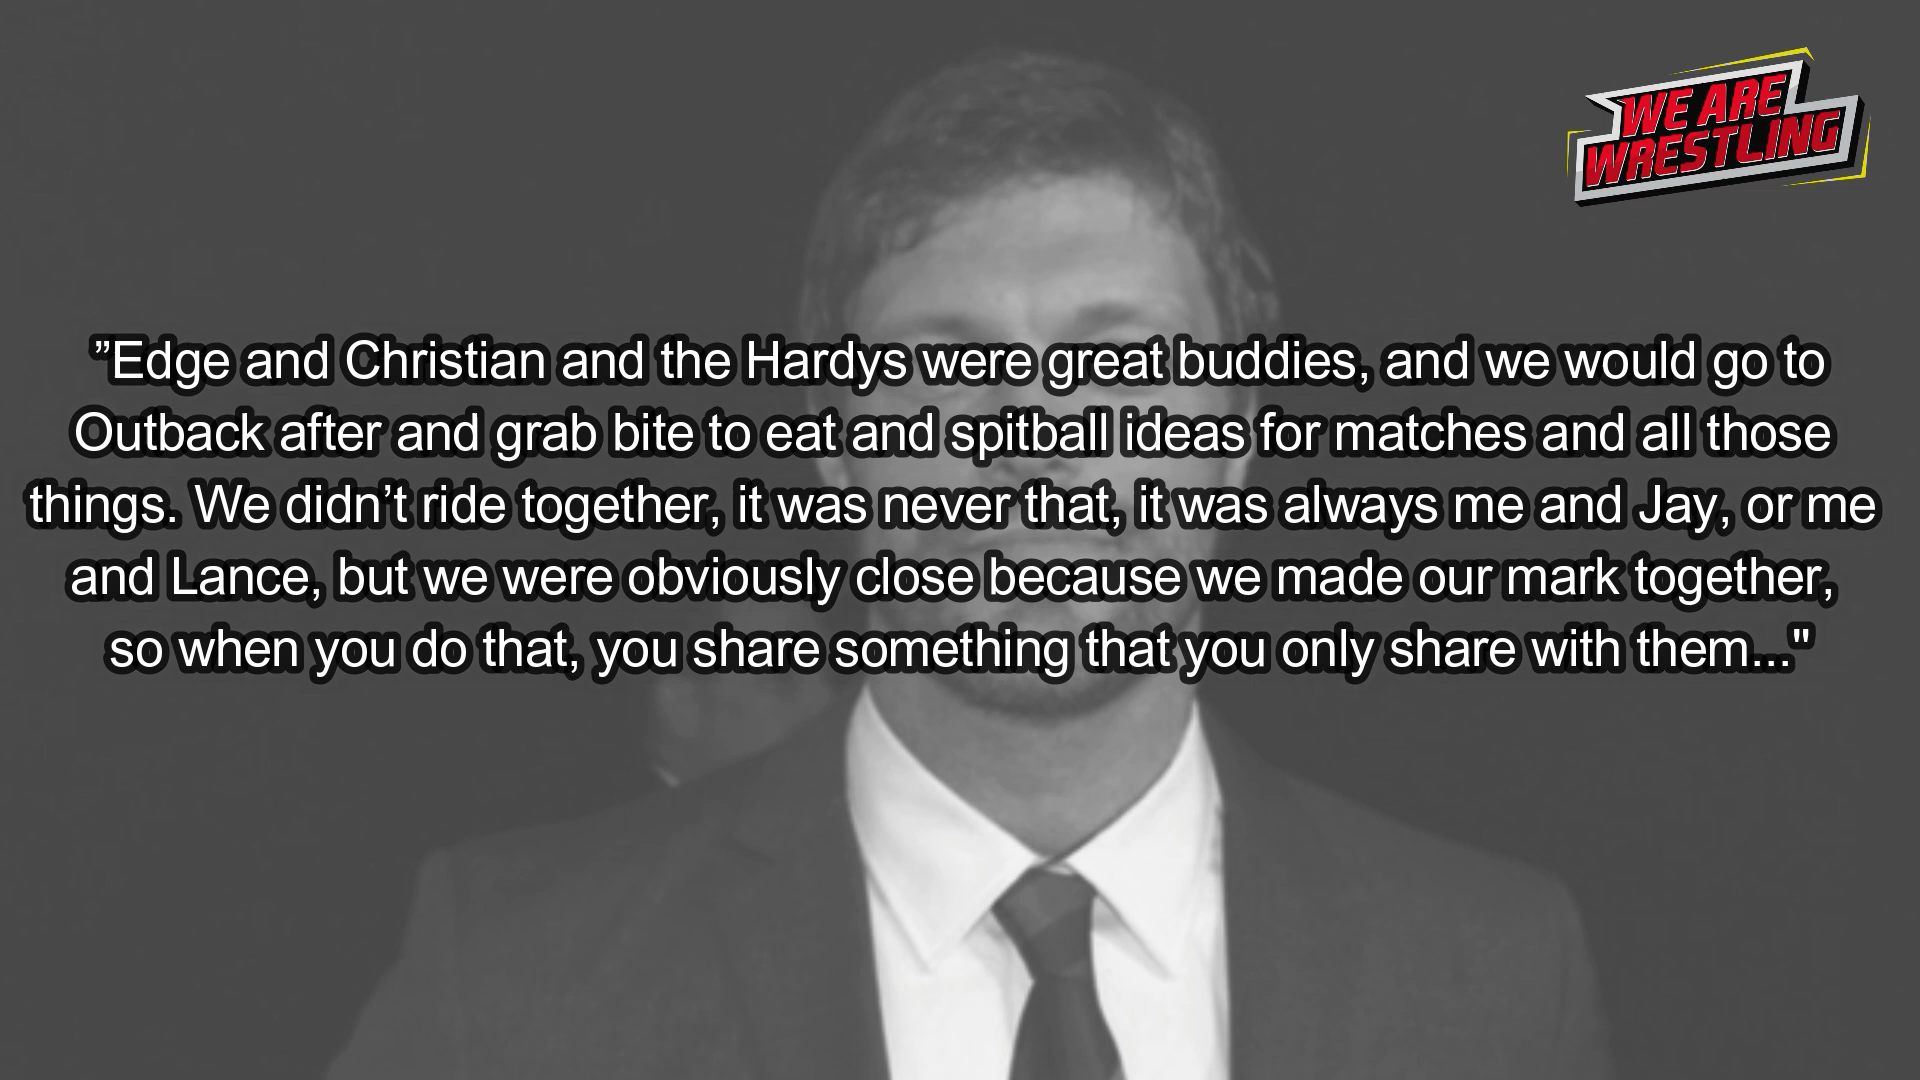 WE ARE
WRESTLING
”Edge and Christian and the Hardys were great buddies, and we would go to
Outback after and grab bite to eat and spitball ideas for matches and all those
things. We didn’t ride together, it was never that, it was always me and Jay, or me
and Lance, but we were obviously close because we made our mark together,
so when you do that, you share something that you only share with them..."